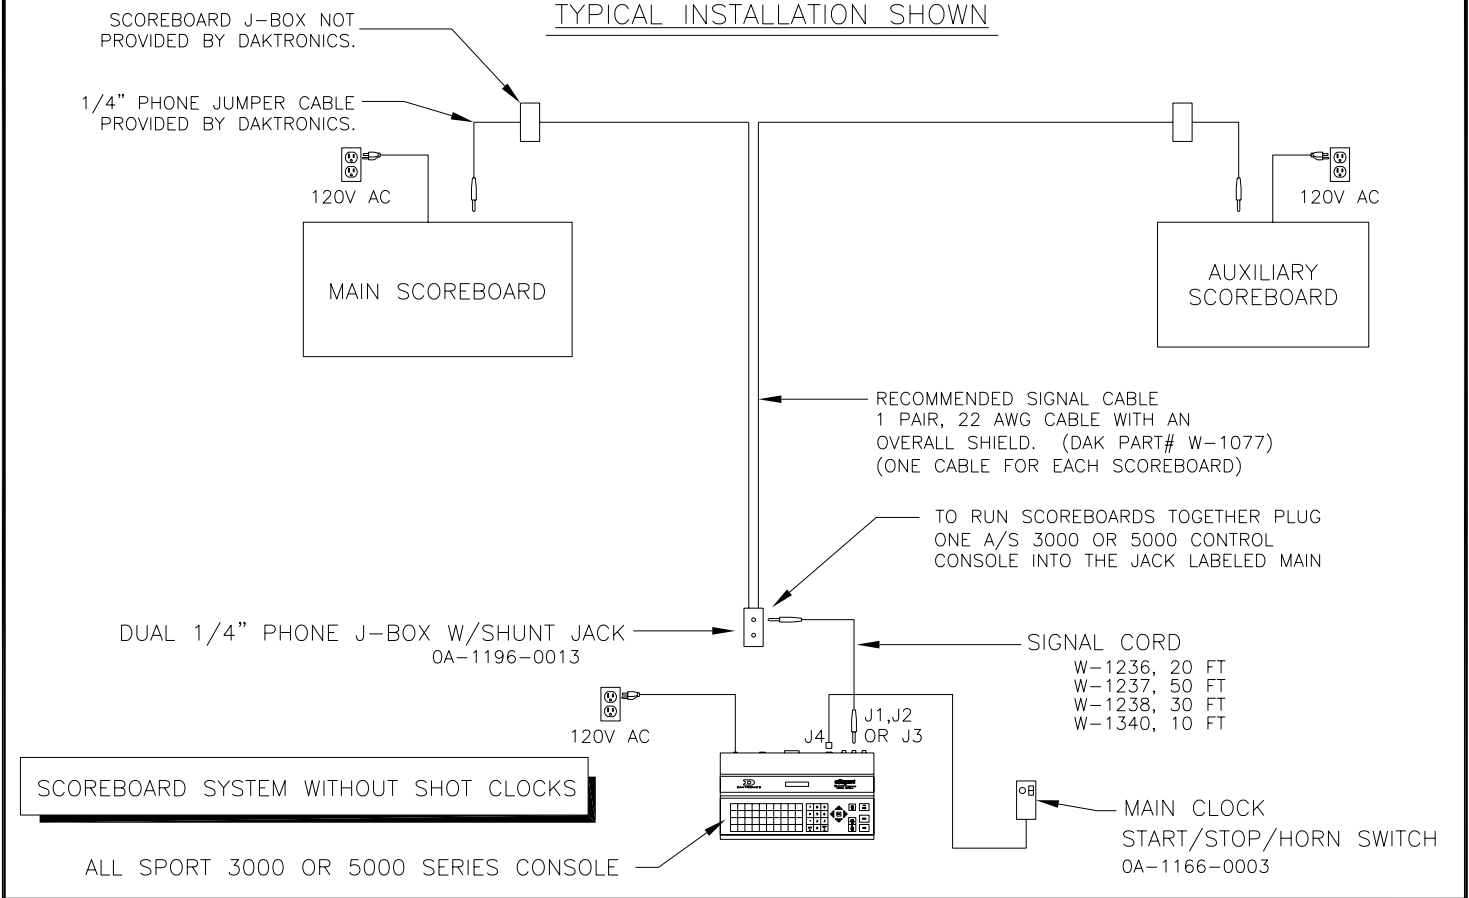 TYPICAL INSTALLATION SHOWN
SCOREBOARD J-BOX NOT
PROVIDED BY DAKTRONICS.
1/4" PHONE JUMPER CABLE
PROVIDED BY DAKTRONICS.
120V AC
120V AC
MAIN SCOREBOARD
AUXILIARY
SCOREBOARD
RECOMMENDED SIGNAL CABLE
1 PAIR, 22 AWG CABLE WITH AN
OVERALL SHIELD. (DAK PART# W-1077)
(ONE CABLE FOR EACH SCOREBOARD)
TO RUN SCOREBOARDS TOGETHER PLUG
ONE A/S 3000 OR 5000 CONTROL
CONSOLE INTO THE JACK LABELED MAIN
DUAL 1/4" PHONE J-BOX W/SHUNT JACK
0A-1196-0013
SIGNAL CORD
W-1236, 20 FT
W-1237, 50 FT
W-1238, 30 FT
W-1340, 10 FT
120V AC
J4
J1,J2
OR J3
DAKTRONICS
SCOREBOARD SYSTEM WITHOUT SHOT CLOCKS
MAIN CLOCK
START/STOP/HORN SWITCH
0A-1166-0003
ALL SPORT 3000 OR 5000 SERIES CONSOLE